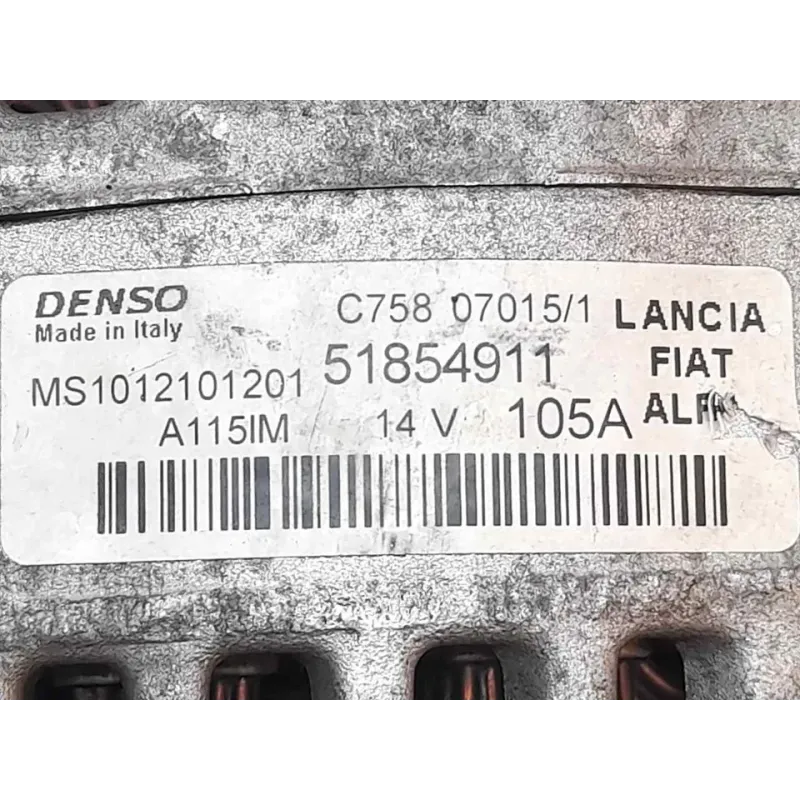 DENSO
Made in Italy
C758 07015/1
MS1012101201
51854911
A115IM 14 V 105A
LANCIA
FIAT